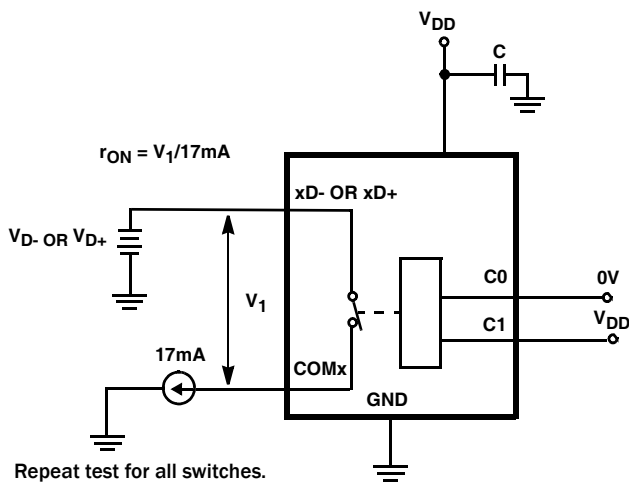 VDD
C
rON = V1/17mA
xD- OR xD+
VD- OR VD+
V1
C0
0V
C1
VDD
17mA
COMx
GND
Repeat test for all switches.